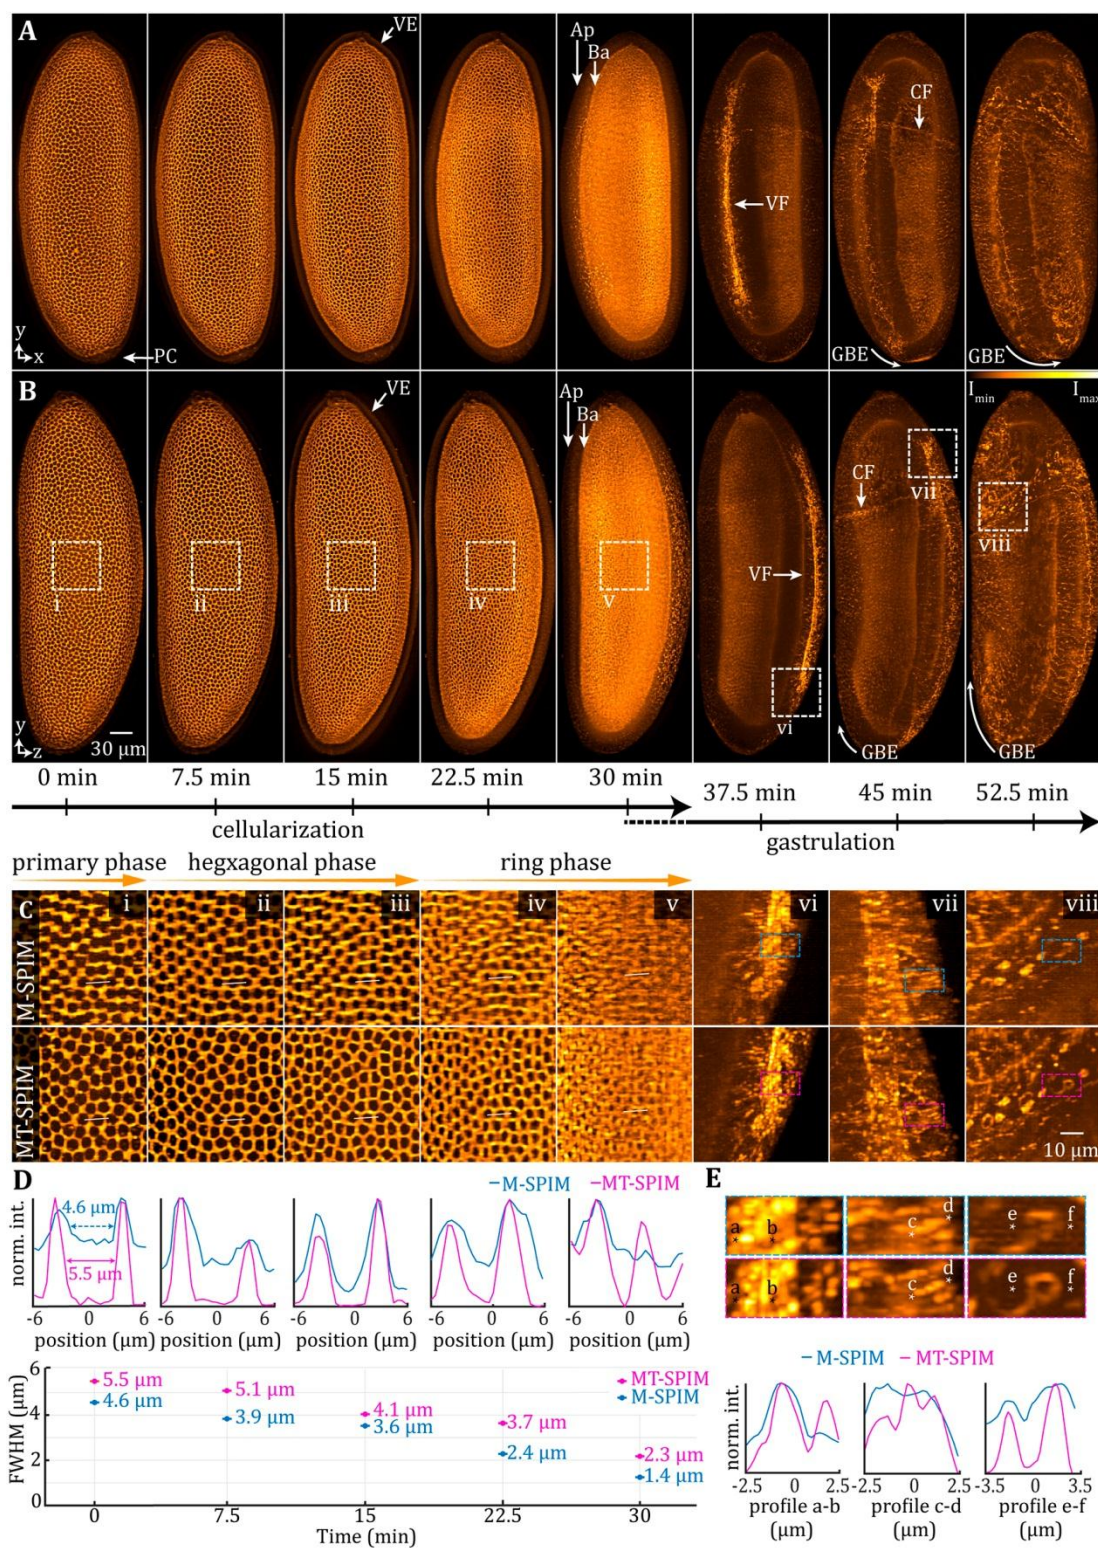 A
VE
Ap
Ba
CF
VF
y
x
PC
GBE
GBE
B
VE
Ap
Ba
I min
I max
CF
vii
viii
i
ii
iii
iv
v
VF
vi
y
z
30 µm
GBE
GBE
0 min
7.5 min
15 min
22.5 min
30 min
37.5 min
45 min
52.5 min
cellularization
gastrulation
primary phase
hegxagonal phase
ring phase
C
i
ii
iii
iv
v
vi
vii
viii
M-SPIM
MT-SPIM
10 µm
D
M-SPIM
MT-SPIM
norm. int.
4.6 µm
5.5 µm
-6 0 6
-6 0 6
-6 0 6
-6 0 6
-6 0 6
position (µm)
position (µm)
position (µm)
position (µm)
position (µm)
FWHM (µm)
6
4
2
0
5.5 µm
4.6 µm
5.1 µm
3.9 µm
4.1 µm
3.6 µm
3.7 µm
2.4 µm
2.3 µm
1.4 µm
MT-SPIM
M-SPIM
0 7.5 15 22.5 30
Time (min)
E
a
b
c
d
e
f
a
b
c
d
e
f
M-SPIM
MT-SPIM
norm. int.
-2.5 0 2.5
-2.5 0 2.5
-3.5 0 3.5
profile a-b
(µm)
profile c-d
(µm)
profile e-f
(µm)